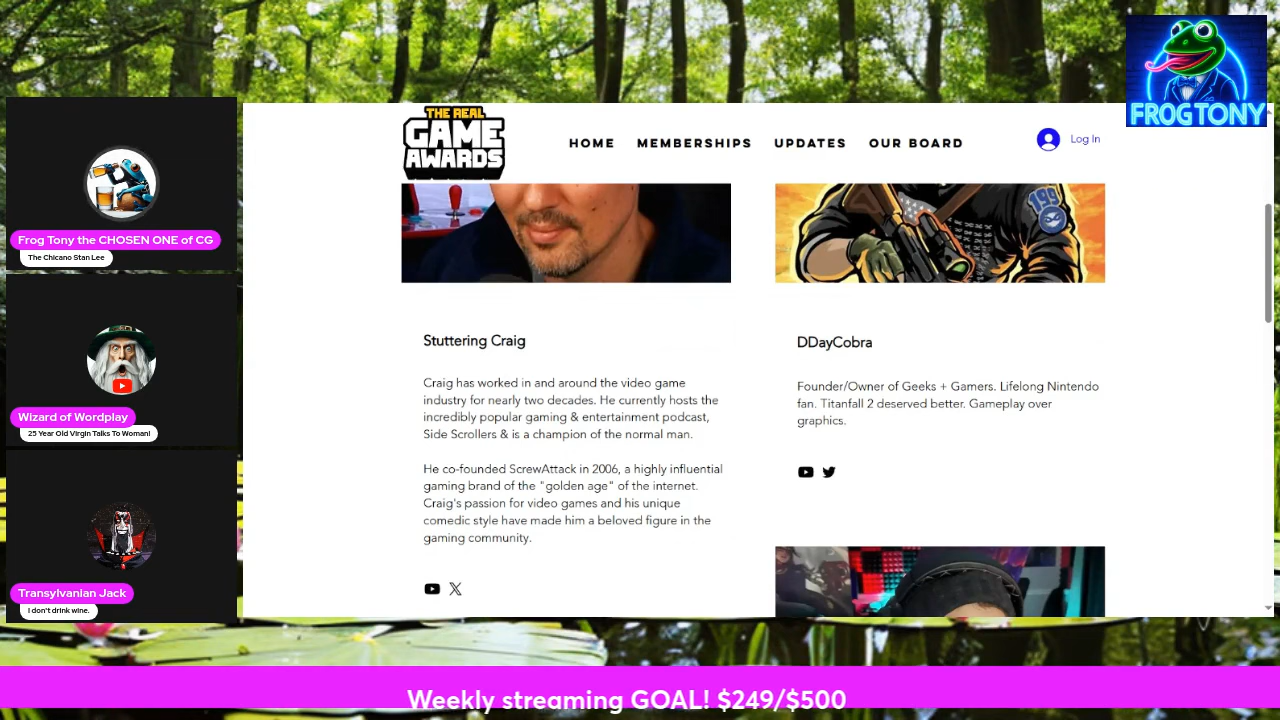 FROG TONY
THE REAL
GAME
AWARDS
HOME MEMBERSHIPS UPDATES OUR BOARD
Log In
199
Frog Tony the CHOSEN ONE of CG
The Chicano Stan Lee
Wizard of Wordplay
25 Year Old Virgin Talks To Woman!
Transylvanian Jack
I don't drink wine.
Stuttering Craig
Craig has worked in and around the video game
industry for nearly two decades. He currently hosts the
incredibly popular gaming & entertainment podcast,
Side Scrollers & is a champion of the normal man.
He co-founded ScrewAttack in 2006, a highly influential
gaming brand of the "golden age" of the internet.
Craig's passion for video games and his unique
comedic style have made him a beloved figure in the
gaming community.
DDayCobra
Founder/Owner of Geeks + Gamers. Lifelong Nintendo
fan. Titanfall 2 deserved better. Gameplay over
graphics.
Weekly streaming GOAL! $249/$500